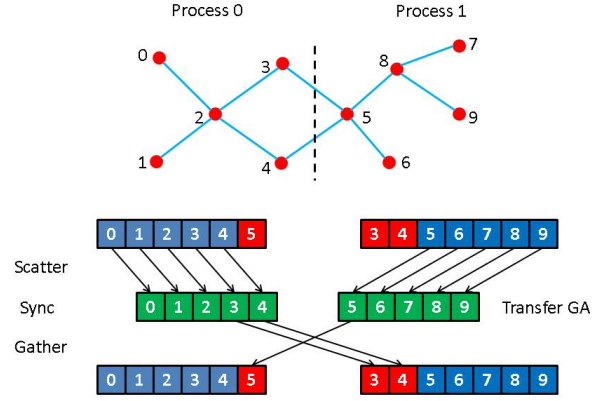 Process 0
Process 1
7
0
3
8
2
5
9
1
4
6
0 1 2 3 4 5
3 4 5 6 7 8 9
Scatter
Sync
0 1 2 3 4
5 6 7 8 9
Transfer GA
Gather
0 1 2 3 4 5
3 4 5 6 7 8 9